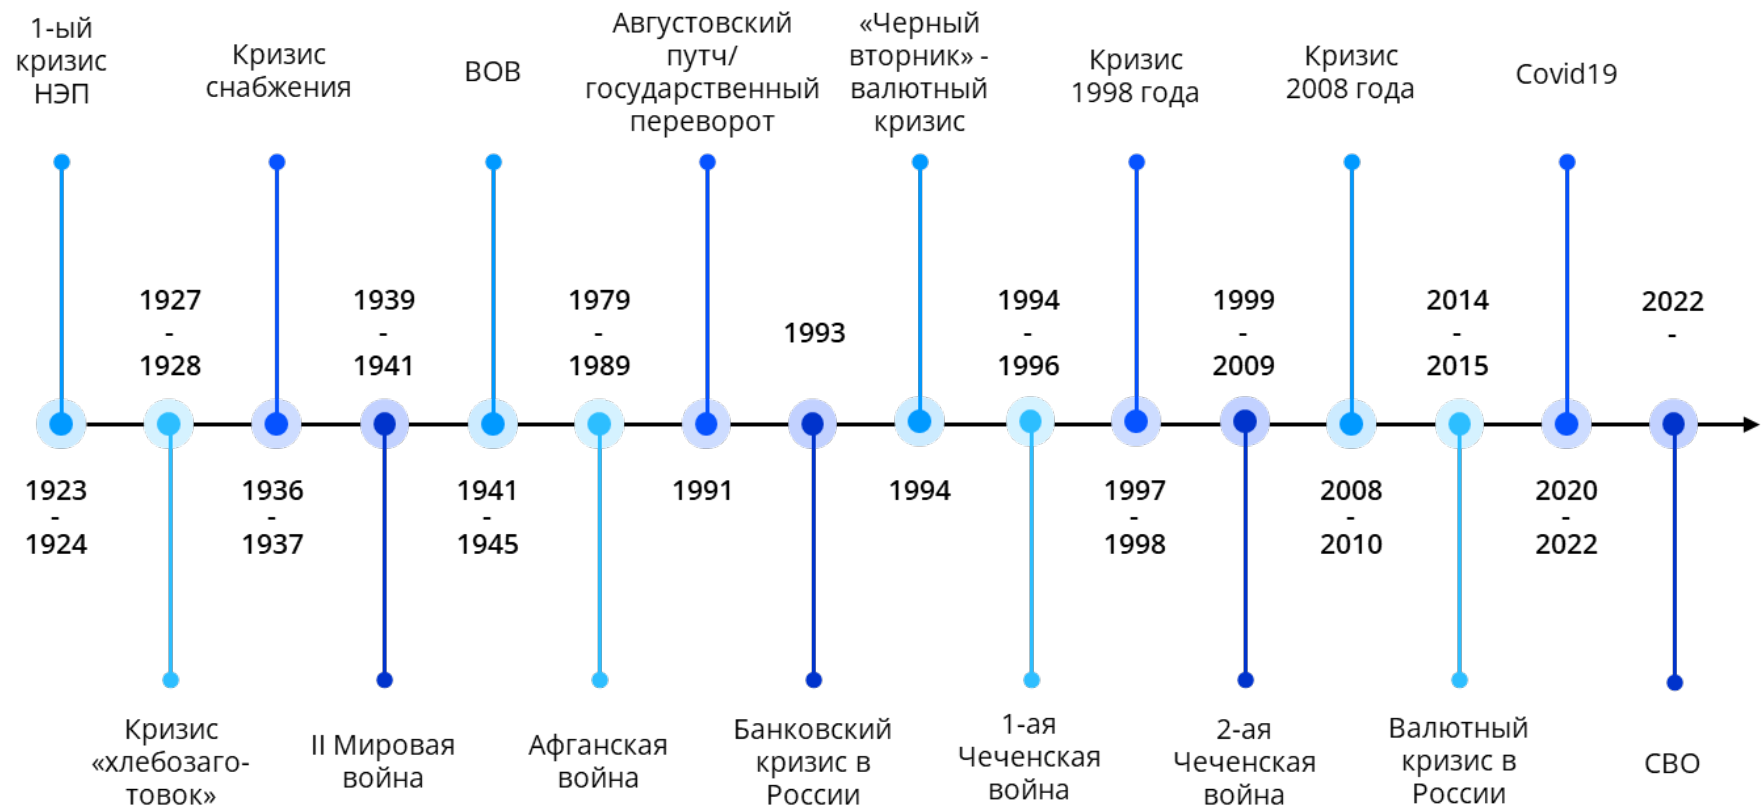 1-ый
кризис
НЭП
Кризис
снабжения
ВОВ
Августовский
путч/
государственный
переворот
«Черный
вторник» -
валютный
кризис
Кризис
1998 года
Кризис
2008 года
Covid19
1927
-
1928
1939
-
1941
1979
-
1989
1993
1994
-
1996
1999
-
2009
2014
-
2015
2022
-
1923
-
1924
1936
-
1937
1941
-
1945
1991
1994
1997
-
1998
2008
-
2010
2020
-
2022
Кризис
«хлебозаго-
товок»
II Мировая
война
Афганская
война
Банковский
кризис в
России
1-ая
Чеченская
война
2-ая
Чеченская
война
Валютный
кризис в
России
СВО